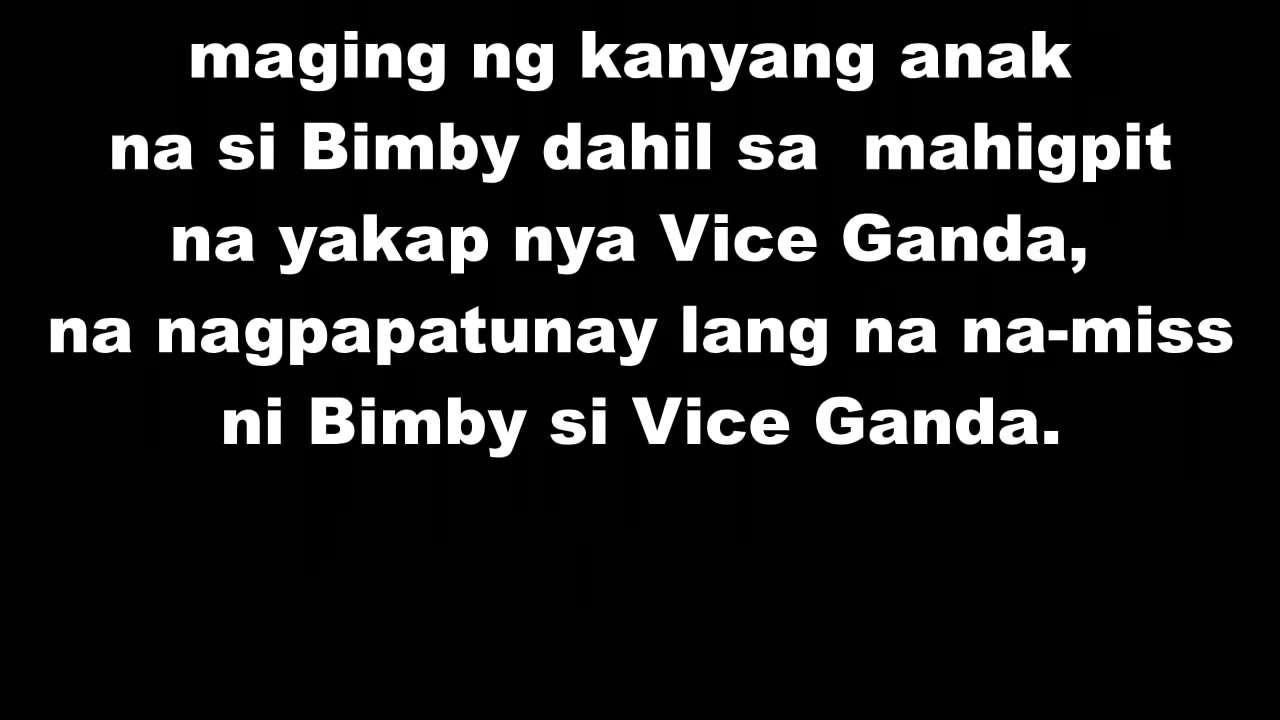 maging ng kanyang anak
na si Bimby dahil sa  mahigpit
na yakap nya Vice Ganda,
na nagpapatunay lang na na-miss
ni Bimby si Vice Ganda.